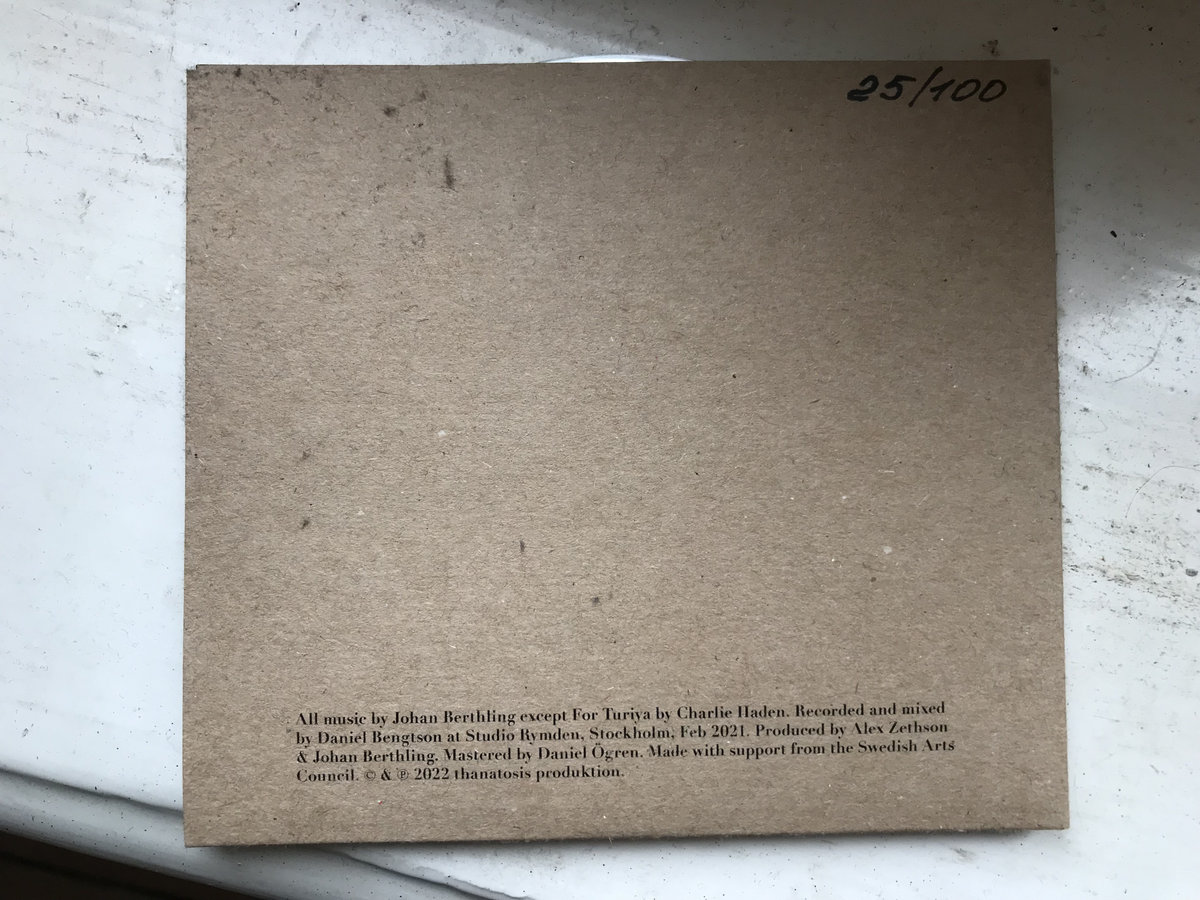 25/100
All music by Johan Berthling except For Turiya by Charlie Haden. Recorded and mixed
by Daniel Bengtson at Studio Rymden, Stockholm, Feb 2021. Produced by Alex Zethson
& Johan Berthling. Mastered by Daniel Ögren. Made with support from the Swedish Arts
Council. © & ℗ 2022 thanatosis produktion.